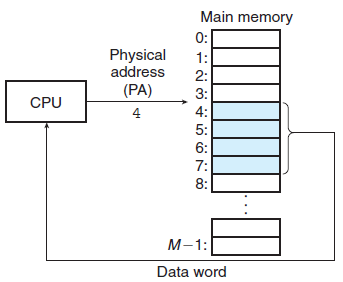 Main memory
0:
1:
Physical
address
(PA)
2:
3:
CPU
4
4:
5:
6:
7:
8:
M−1:
Data word